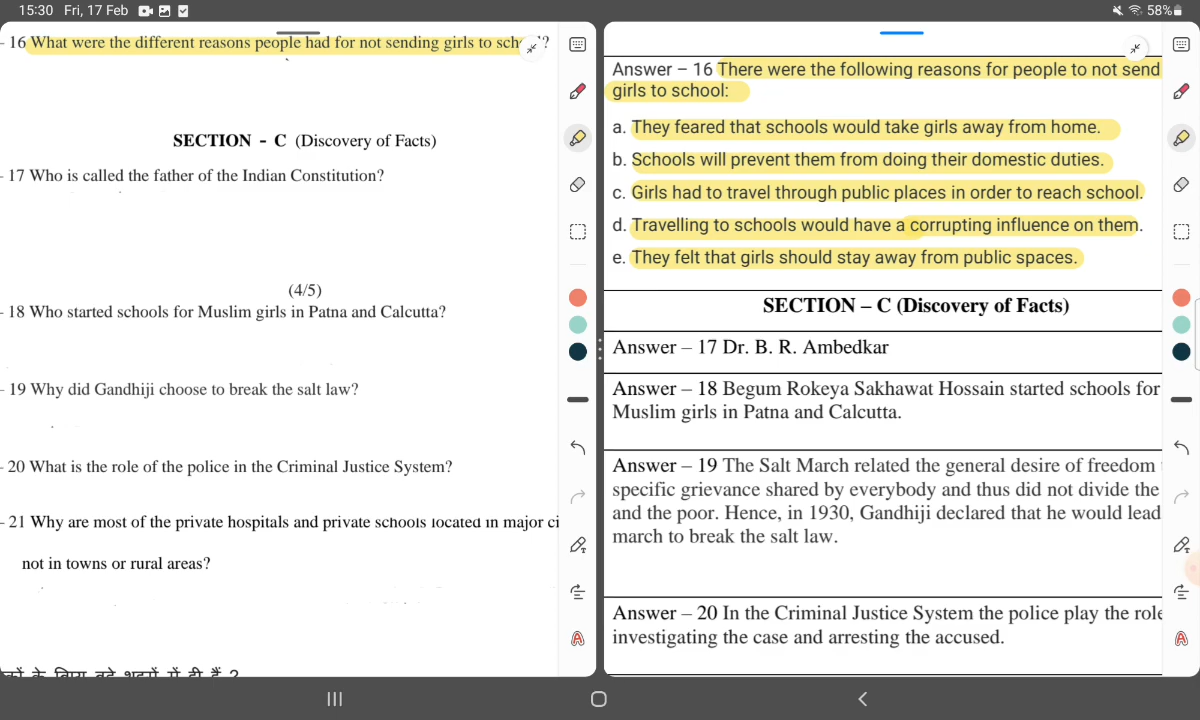 15:30 Fri, 17 Feb
58%
- 16 What were the different reasons people had for not sending girls to ?
SECTION - C (Discovery of Facts)
- 17 Who is called the father of the Indian Constitution?
(4/5)
- 18 Who started schools for Muslim girls in Patna and Calcutta?
- 19 Why did Gandhiji choose to break the salt law?
- 20 What is the role of the police in the Criminal Justice System?
- 21 Why are most of the private hospitals and private schools located in major ci
not in towns or rural areas?
Answer – 16 There were the following reasons for people to not send
girls to school:
a. They feared that schools would take girls away from home.
b. Schools will prevent them from doing their domestic duties.
c. Girls had to travel through public places in order to reach school.
d. Travelling to schools would have a corrupting influence on them.
e. They felt that girls should stay away from public spaces.
SECTION – C (Discovery of Facts)
Answer – 17 Dr. B. R. Ambedkar
Answer – 18 Begum Rokeya Sakhawat Hossain started schools for
Muslim girls in Patna and Calcutta.
Answer – 19 The Salt March related the general desire of freedom
specific grievance shared by everybody and thus did not divide the
and the poor. Hence, in 1930, Gandhiji declared that he would lead
march to break the salt law.
Answer – 20 In the Criminal Justice System the police play the role
investigating the case and arresting the accused.